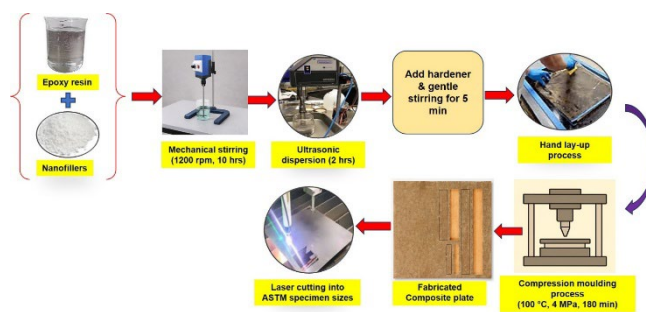 Epoxy resin
Nanofillers
Mechanical stirring
(1200 rpm, 10 hrs)
Ultrasonic
dispersion (2 hrs)
Add hardener
& gentle
stirring for 5
min
Hand lay-up
process
Compression moulding
process
(100 °C, 4 MPa, 180 min)
Fabricated
Composite plate
Laser cutting into
ASTM specimen sizes